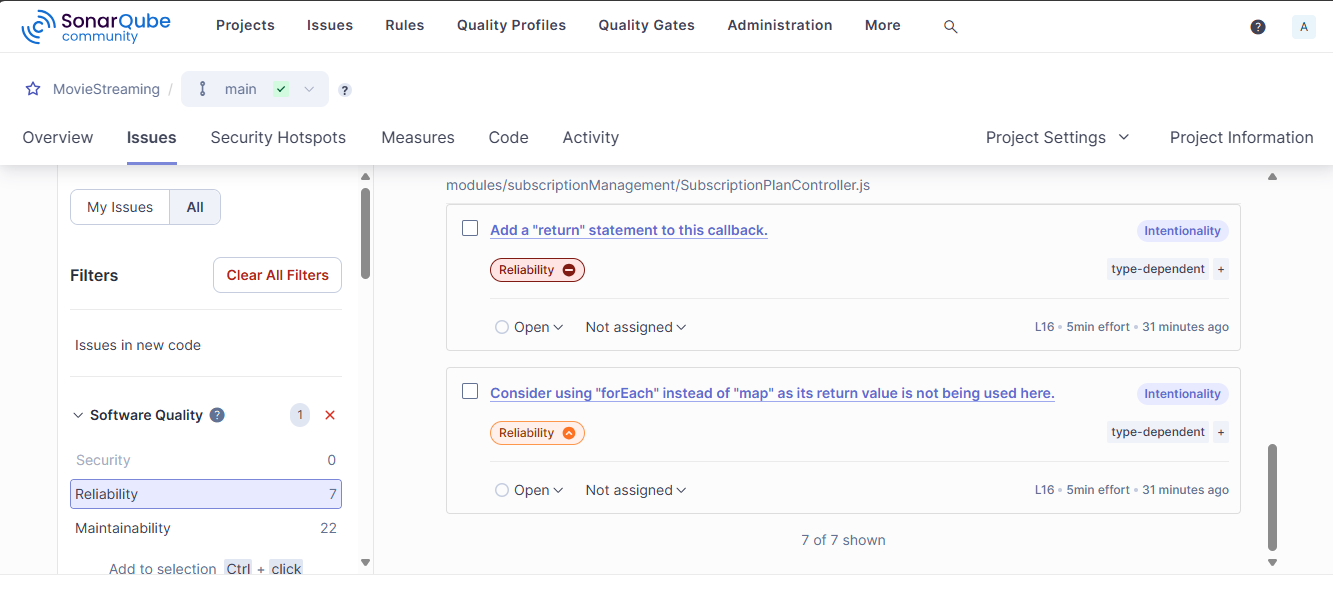 SonarQube community
Projects Issues Rules Quality Profiles Quality Gates Administration More ? A
MovieStreaming / main ?
Overview Issues Security Hotspots Measures Code Activity Project Settings Project Information
My Issues All
Filters Clear All Filters
Issues in new code
Software Quality ? 1
Security 0
Reliability 7
Maintainability 22
Add to selection Ctrl + click
modules/subscriptionManagement/SubscriptionPlanController.js
Add a "return" statement to this callback. Intentionality
Reliability type-dependent +
Open Not assigned L16 • 5min effort • 31 minutes ago
Consider using "forEach" instead of "map" as its return value is not being used here. Intentionality
Reliability type-dependent +
Open Not assigned L16 • 5min effort • 31 minutes ago
7 of 7 shown